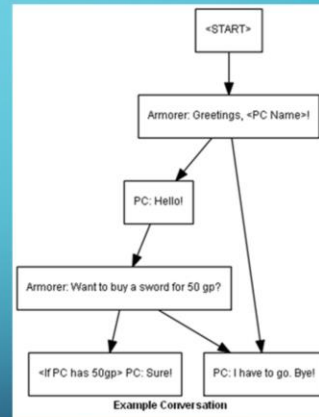 <START>
Armorer: Greetings, <PC Name>!
PC: Hello!
Armorer: Want to buy a sword for 50 gp?
<If PC has 50gp> PC: Sure!
PC: I have to go. Bye!
Example Conversation